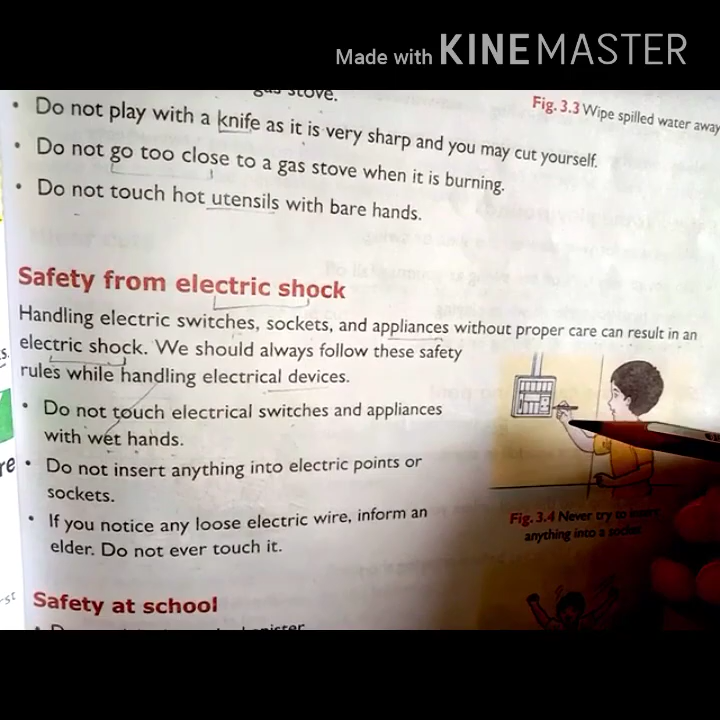 Made with KINEMASTER
gas stove.
Fig. 3.3 Wipe spilled water away
• Do not play with a knife as it is very sharp and you may cut yourself.
• Do not go too close to a gas stove when it is burning.
• Do not touch hot utensils with bare hands.
Safety from electric shock
Handling electric switches, sockets, and appliances without proper care can result in an
electric shock. We should always follow these safety
rules while handling electrical devices.
• Do not touch electrical switches and appliances
with wet hands.
• Do not insert anything into electric points or
sockets.
• If you notice any loose electric wire, inform an
elder. Do not ever touch it.
Fig. 3.4 Never try to insert
anything into a socket
Safety at school